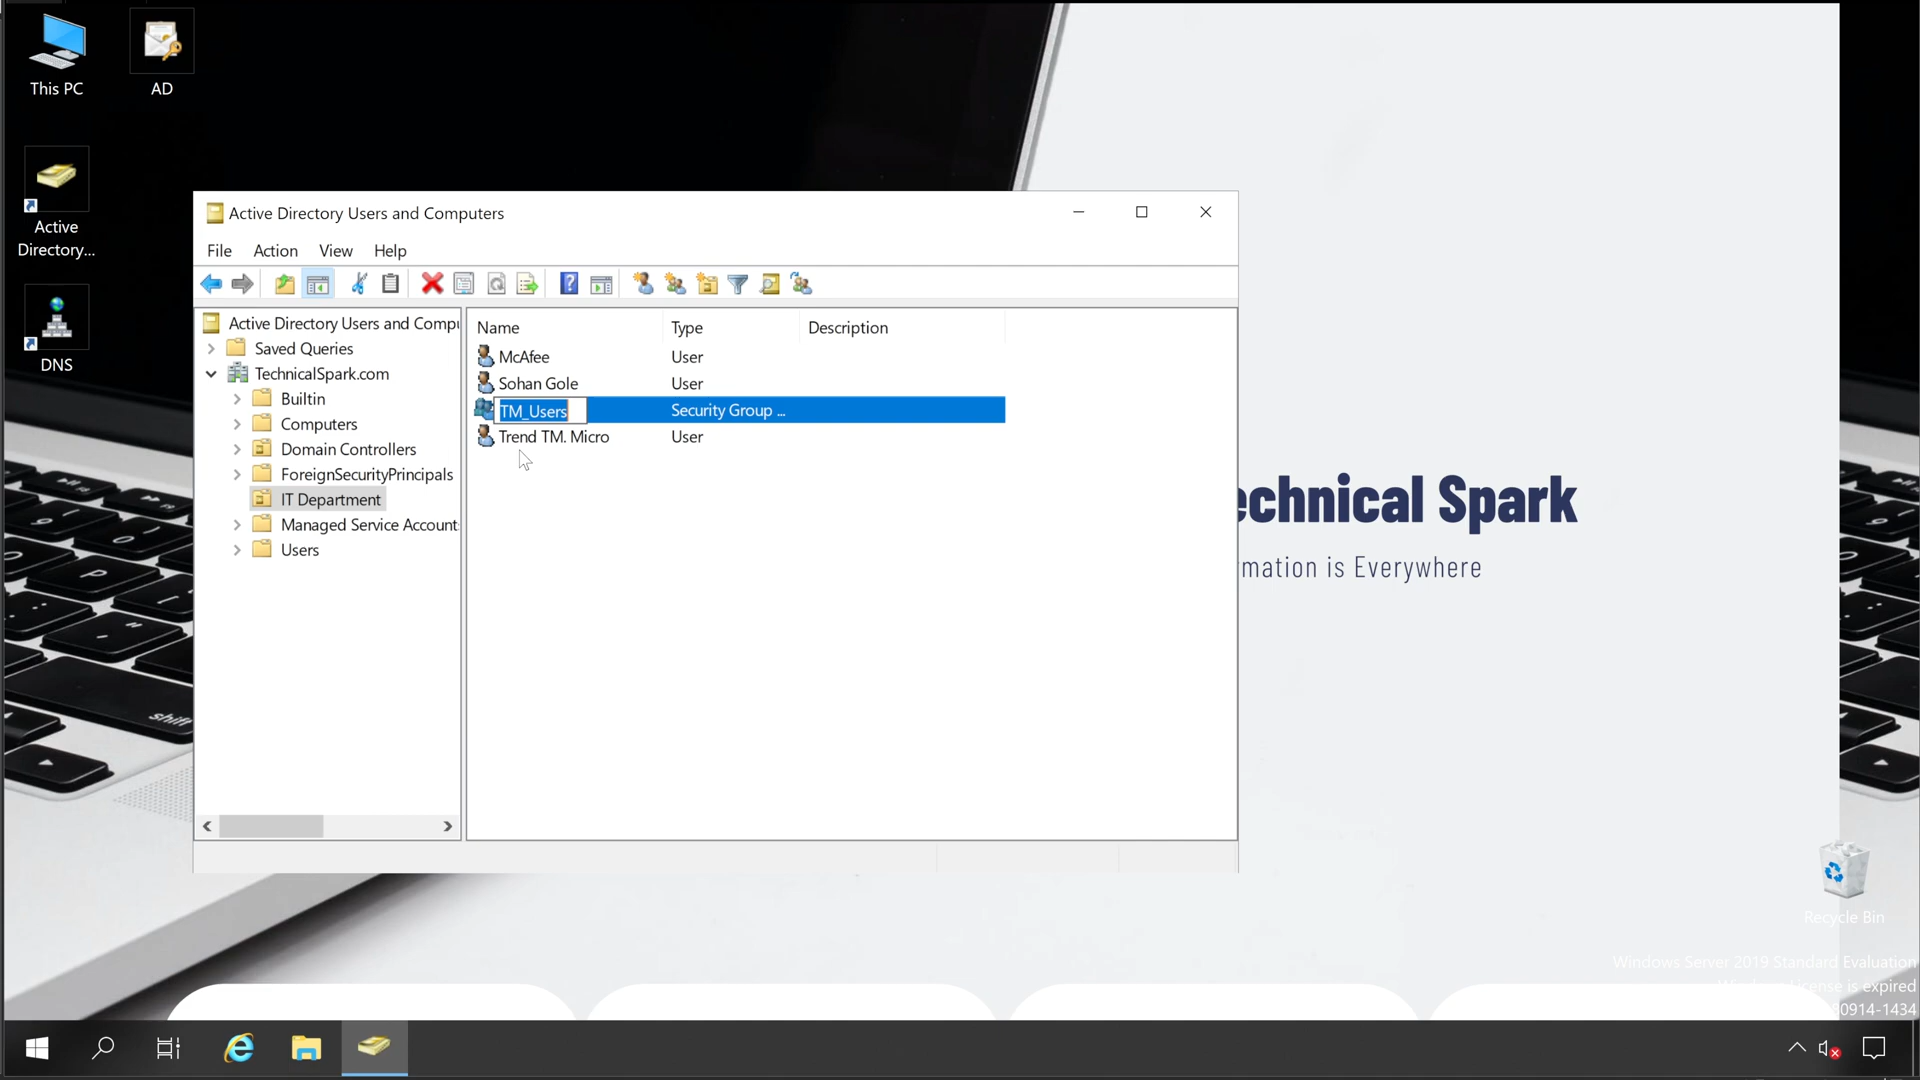 This PC
AD
Active
Directory...
DNS
Active Directory Users and Computers
File Action View Help
Active Directory Users and Compu
Saved Queries
TechnicalSpark.com
Builtin
Computers
Domain Controllers
ForeignSecurityPrincipals
IT Department
Managed Service Account
Users
Name Type Description
McAfee User
Sohan Gole User
TM_Users Security Group ...
Trend TM. Micro User
echnical Spark
mation is Everywhere
shift
P
Recycle Bin
Windows Server 2019 Standard Evaluation
License is expired
0914-1434